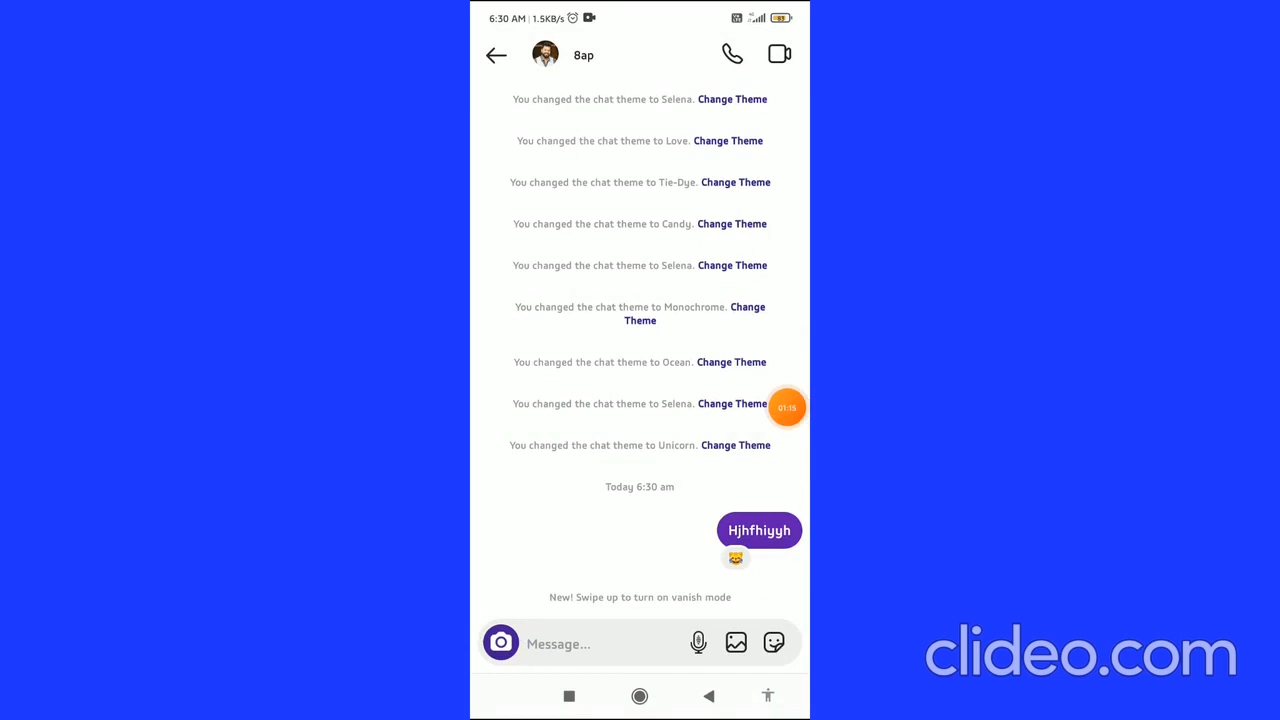 6:30 AM | 1.5KB/s
83
8ap
You changed the chat theme to Selena. Change Theme
You changed the chat theme to Love. Change Theme
You changed the chat theme to Tie-Dye. Change Theme
You changed the chat theme to Candy. Change Theme
You changed the chat theme to Selena. Change Theme
You changed the chat theme to Monochrome. Change
Theme
You changed the chat theme to Ocean. Change Theme
You changed the chat theme to Selena. Change Theme
01:15
You changed the chat theme to Unicorn. Change Theme
Today 6:30 am
Hjhfhiyyh
New! Swipe up to turn on vanish mode
Message...
clideo.com